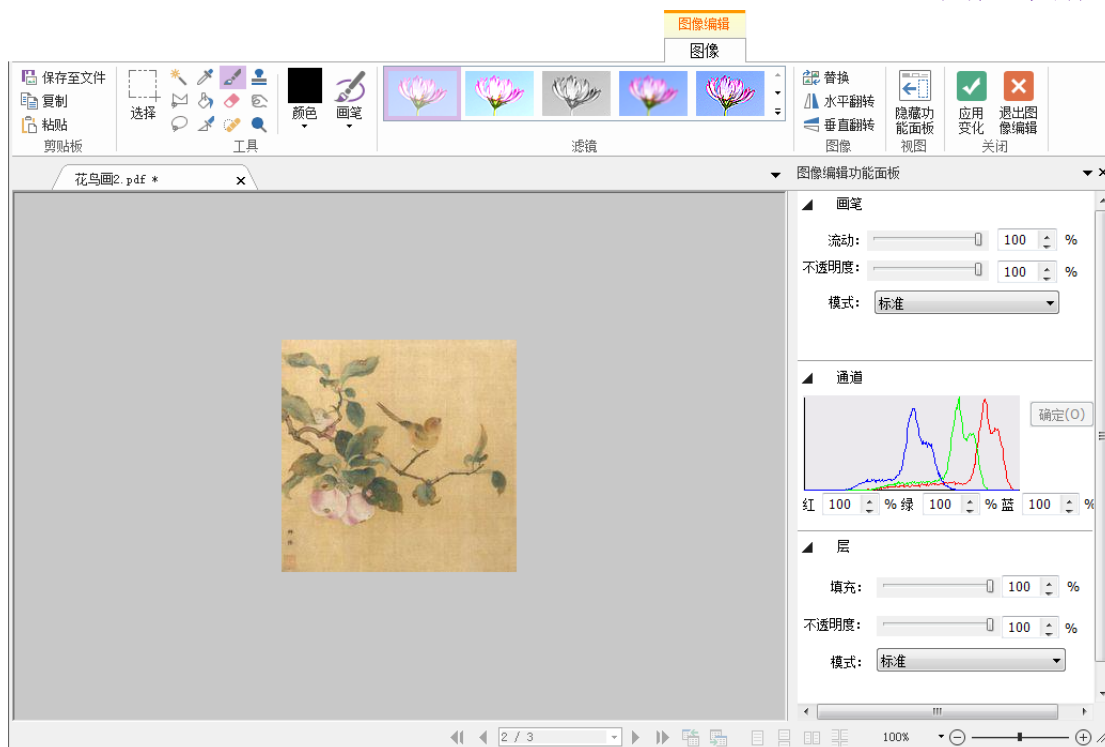 图像编辑
图像
保存至文件
复制
粘贴
剪贴板
选择
工具
颜色
画笔
滤镜
替换
水平翻转
垂直翻转
图像
隐藏功
能面板
视图
应用
变化
退出图
像编辑
关闭
花鸟画2.pdf *
x
图像编辑功能面板
画笔
流动: 100 %
不透明度: 100 %
模式: 标准
通道
确定(O)
红 100 % 绿 100 % 蓝 100 %
层
填充: 100 %
不透明度: 100 %
模式: 标准
2 / 3
100%